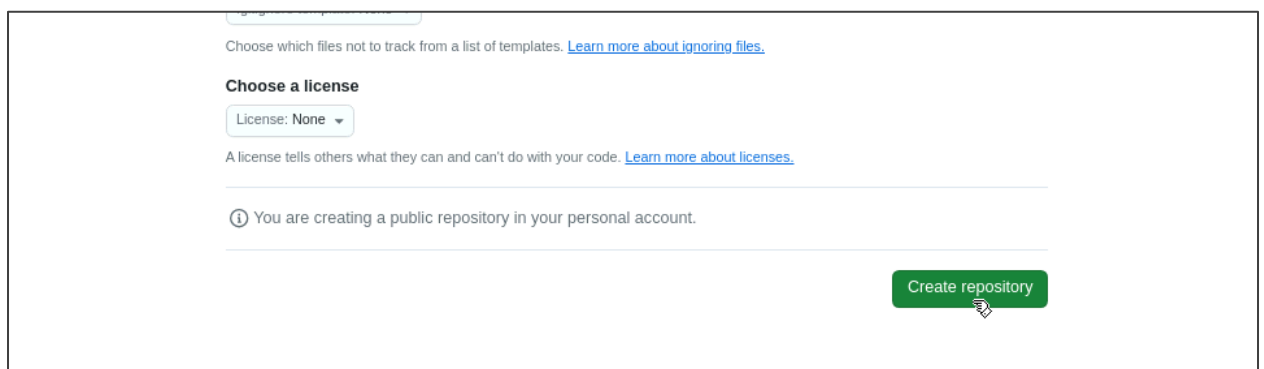 Choose which files not to track from a list of templates. Learn more about ignoring files.
Choose a license
License: None
A license tells others what they can and can't do with your code. Learn more about licenses.
You are creating a public repository in your personal account.
Create repository